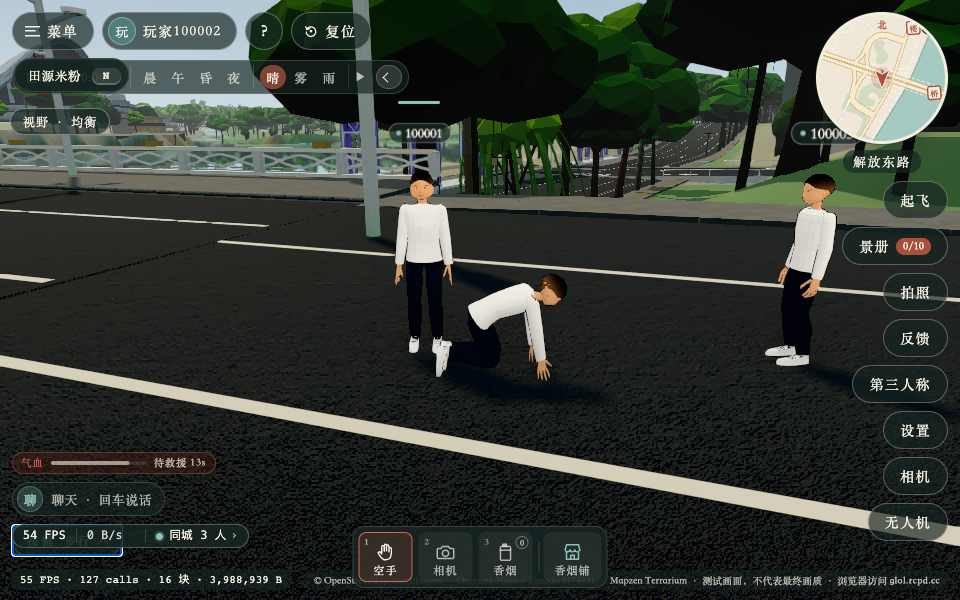 菜单
玩 玩家100002
?
复位
田源米粉 N
晨 午 昏 夜 晴 雾 雨
视野 · 均衡
北
楼
桥
100001
解放东路
起飞
景册 0/10
拍照
反馈
第三人称
设置
相机
无人机
气血 待救援 13s
聊 聊天 · 回车说话
54 FPS 0 B/s 同城 3 人 ›
1 空手
2 相机
3 香烟 0
香烟铺
55 FPS · 127 calls · 16 块 · 3,988,939 B
Mapzen Terrarium · 测试画面，不代表最终画质 · 浏览器访问 glol.rcpd.cc